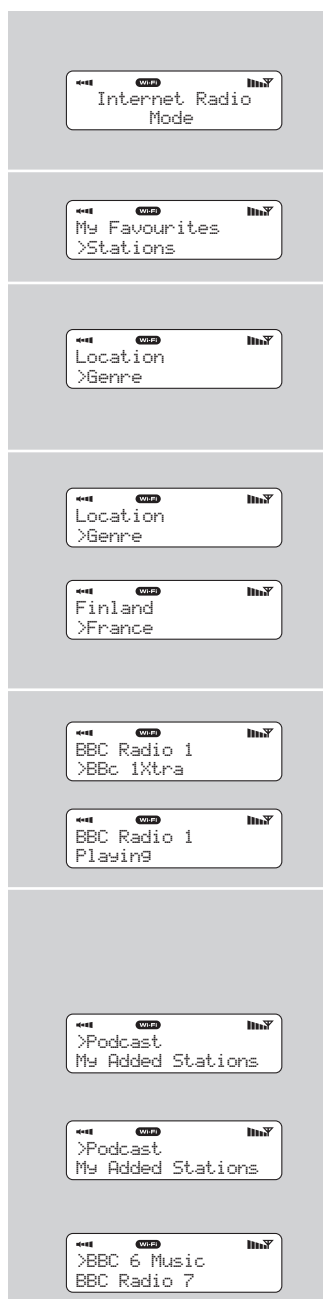 Wi-Fi
Internet Radio
Mode
Wi-Fi
My Favourites
>Stations
Wi-Fi
Location
>Genre
Wi-Fi
Location
>Genre
Wi-Fi
Finland
>France
Wi-Fi
BBC Radio 1
>BBc 1Xtra
Wi-Fi
BBC Radio 1
Playing
Wi-Fi
>Podcast
My Added Stations
Wi-Fi
>Podcast
My Added Stations
Wi-Fi
>BBC 6 Music
BBC Radio 7